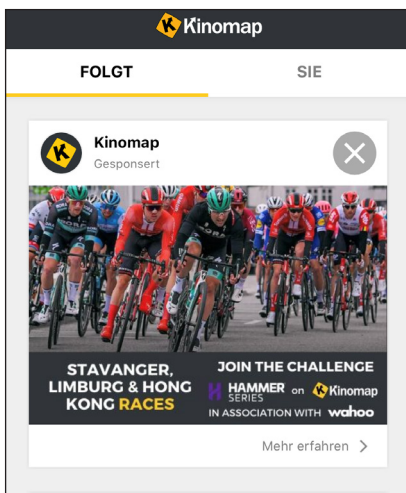 Kinomap
FOLGT
SIE
Kinomap
Gesponsert
BORA
STAVANGER,
LIMBURG & HONG
KONG RACES
JOIN THE CHALLENGE
HAMMER SERIES on Kinomap
IN ASSOCIATION WITH wahoo
Mehr erfahren